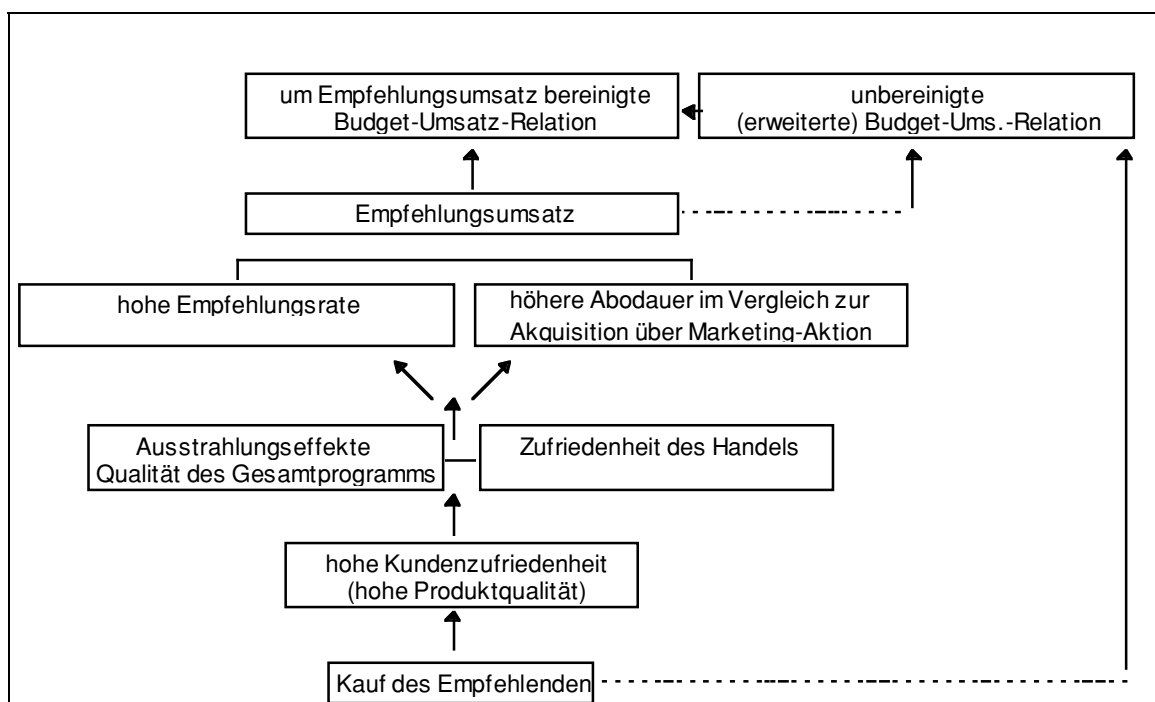 um Empfehlungsumsatz bereinigte
Budget-Umsatz-Relation
unbereinigte
(erweiterte) Budget-Ums.-Relation
Empfehlungsumsatz
hohe Empfehlungsrate
höhere Abodauer im Vergleich zur
Akquisition über Marketing-Aktion
Ausstrahlungseffekte
Qualität des Gesamtprogramms
Zufriedenheit des Handels
hohe Kundenzufriedenheit
(hohe Produktqualität)
Kauf des Empfehlenden